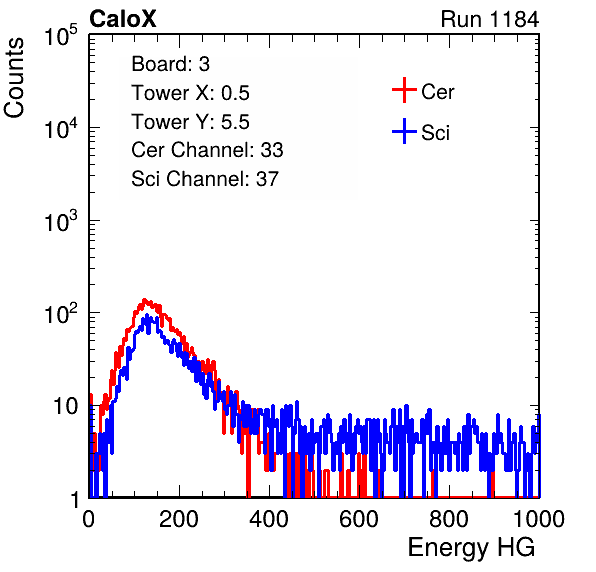 CaloX Run 1184
Counts
Board: 3
Tower X: 0.5
Tower Y: 5.5
Cer Channel: 33
Sci Channel: 37
Cer
Sci
10^5
10^4
10^3
10^2
10
1
0 200 400 600 800 1000
Energy HG